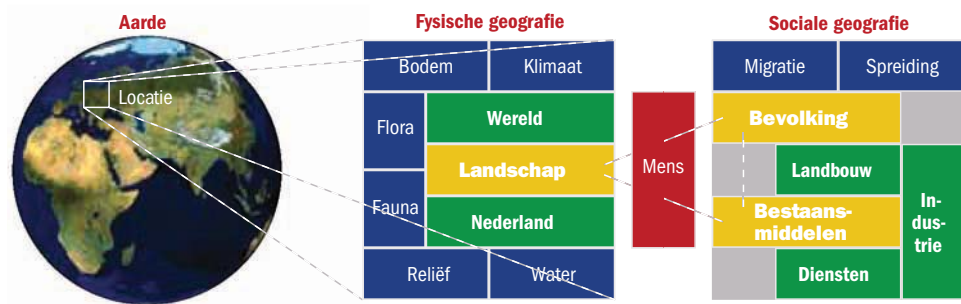 Aarde
Fysische geografie
Sociale geografie
Locatie
Bodem
Klimaat
Flora
Wereld
Landschap
Fauna
Nederland
Reliëf
Water
Mens
Migratie
Spreiding
Bevolking
Landbouw
Bestaans-
middelen
Diensten
In-
dus-
trie